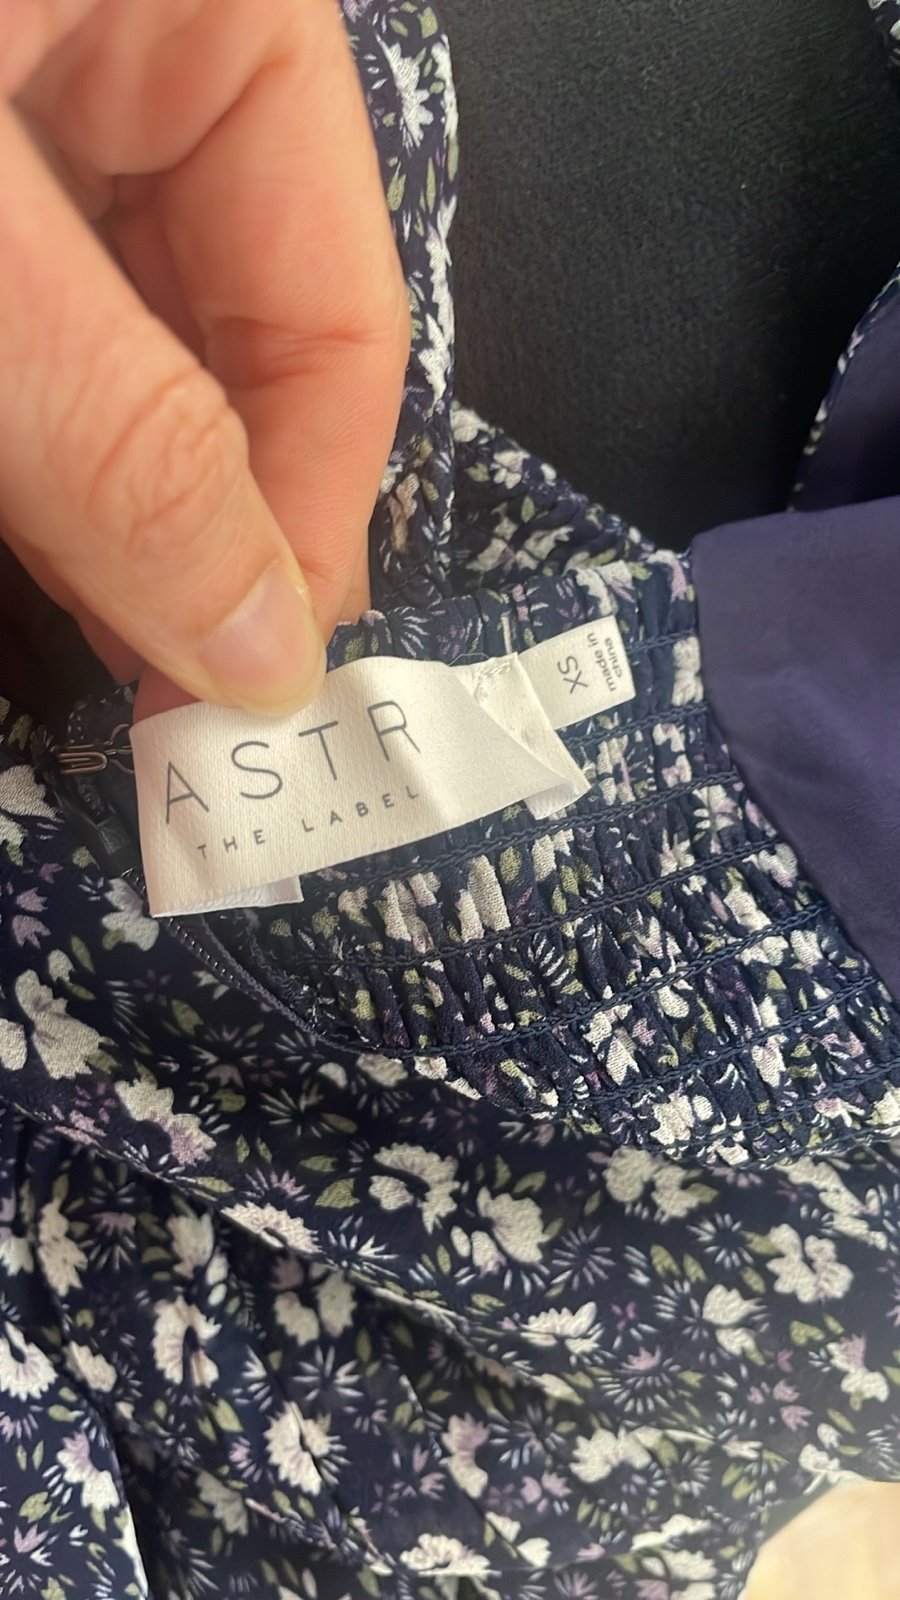 ASTR
THE LABEL
XS
made in
china